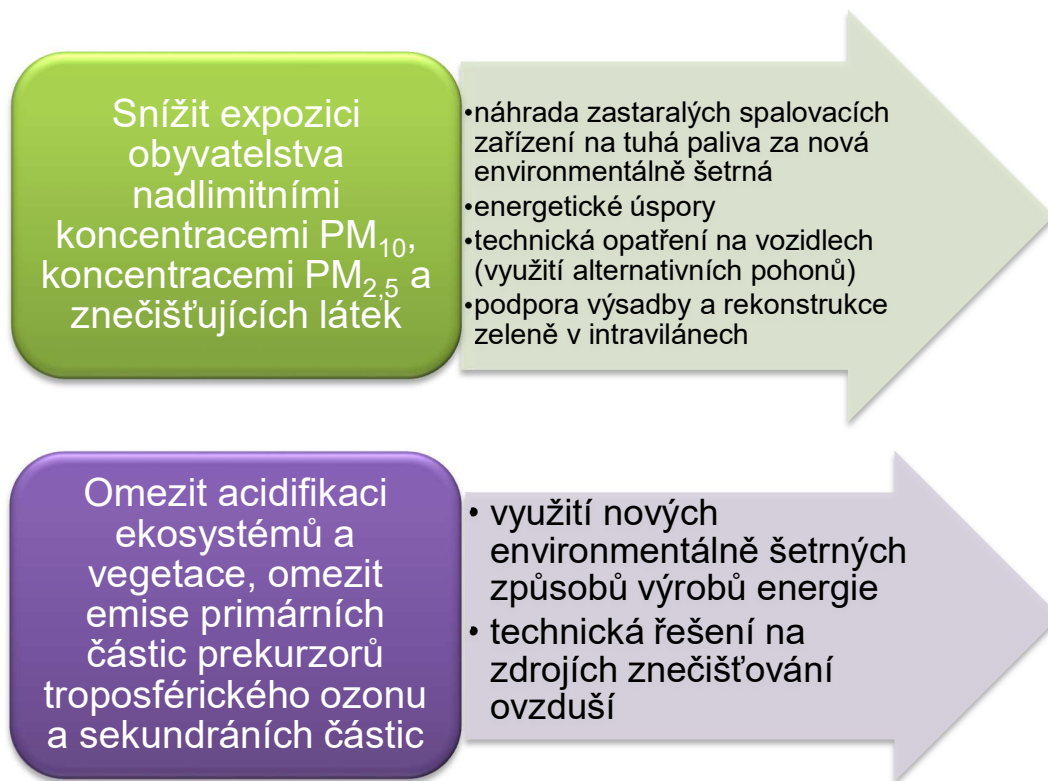 Snížit expozici
obyvatelstva
nadlimitními
koncentracemi PM₁₀,
koncentracemi PM₂,₅ a
znečišťujících látek
•náhrada zastaralých spalovacích
zařízení na tuhá paliva za nová
environmentálně šetrná
•energetické úspory
•technická opatření na vozidlech
(využití alternativních pohonů)
•podpora výsadby a rekonstrukce
zeleně v intravilánech
Omezit acidifikaci
ekosystémů a
vegetace, omezit
emise primárních
částic prekurzorů
troposférického ozonu
a sekundráních částic
• využití nových
environmentálně šetrných
způsobů výrobů energie
• technická řešení na
zdrojích znečišťování
ovzduší